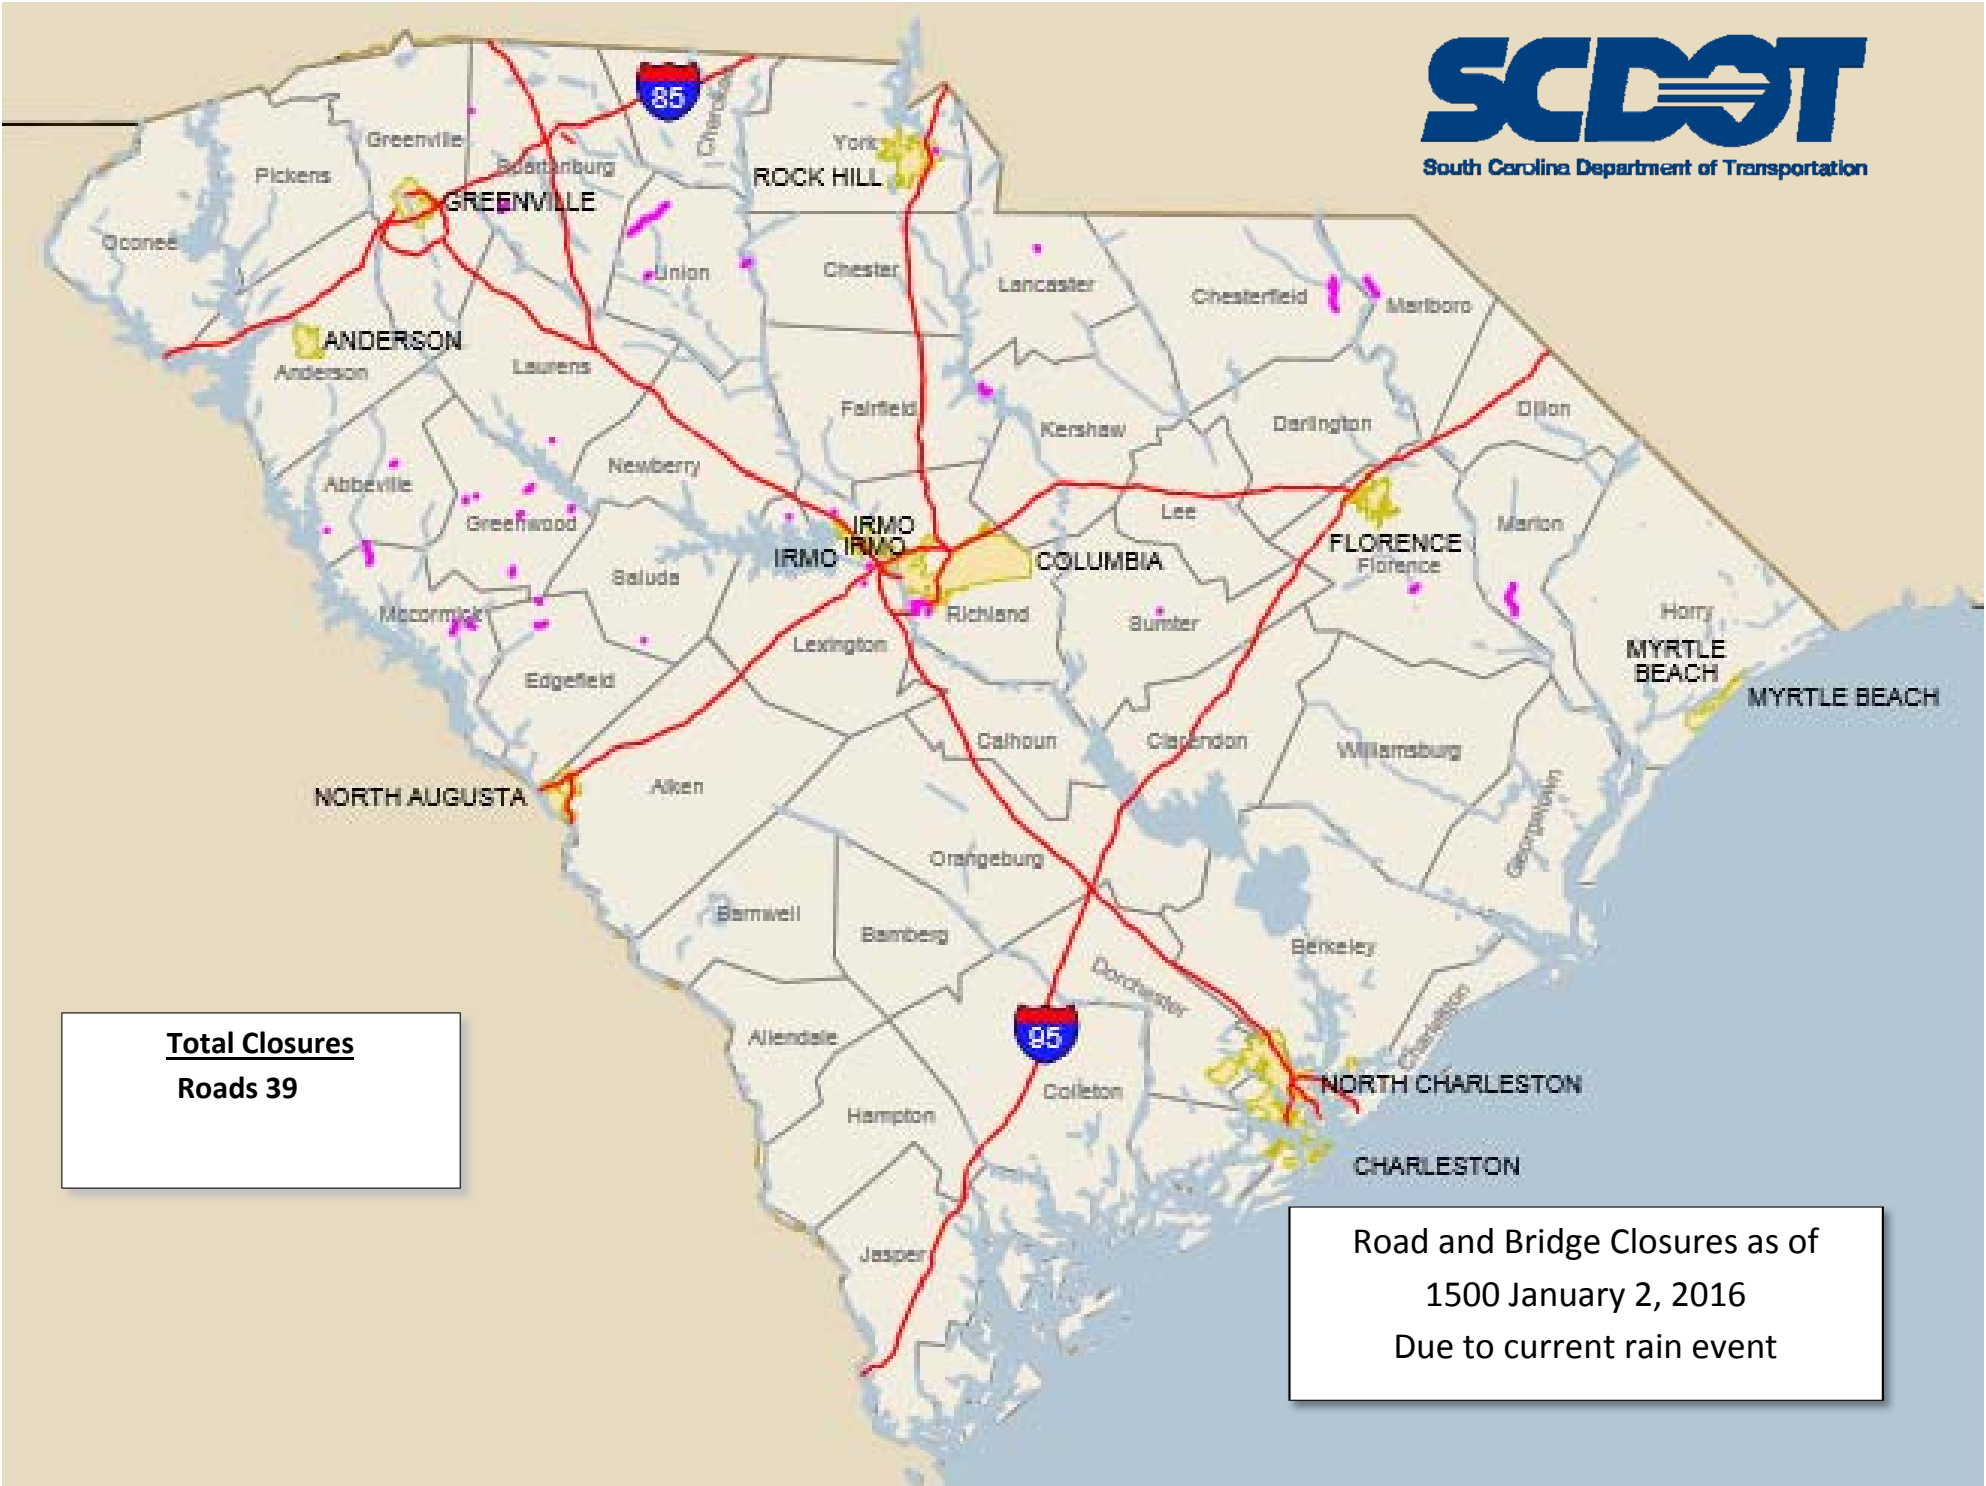 SCDOT
South Carolina Department of Transportation
85
Cherokee
York
ROCK HILL
Greenville
Spartanburg
Pickens
GREENVILLE
Oconee
Union
Chester
Lancaster
Chesterfield
Marlboro
ANDERSON
Anderson
Laurens
Fairfield
Kershaw
Darlington
Dillon
Newberry
Abbeville
Greenwood
IRMO
IRMO
IRMO
COLUMBIA
Lee
FLORENCE
Florence
Marion
Saluda
Mccormick
Richland
Sumter
Horry
Lexington
Edgefield
MYRTLE
BEACH
MYRTLE BEACH
Calhoun
Clarendon
Williamsburg
NORTH AUGUSTA
Aiken
Georgetown
Orangeburg
Barnwell
Bamberg
Berkeley
Dorchester
Charleston
Allendale
95
Colleton
NORTH CHARLESTON
Hampton
CHARLESTON
Jasper
Total Closures
Roads 39
Road and Bridge Closures as of
1500 January 2, 2016
Due to current rain event